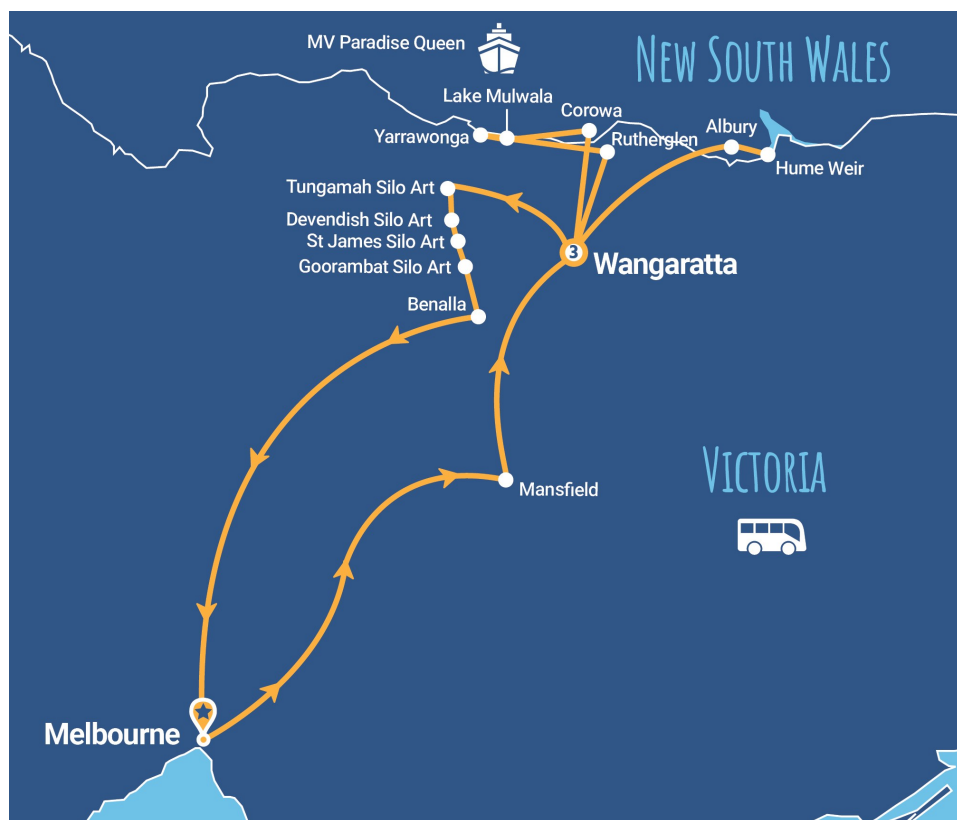 MV Paradise Queen
NEW SOUTH WALES
Lake Mulwala
Corowa
Yarrawonga
Rutherglen
Albury
Hume Weir
Tungamah Silo Art
Devendish Silo Art
St James Silo Art
Goorambat Silo Art
3
Wangaratta
Benalla
VICTORIA
Mansfield
Melbourne